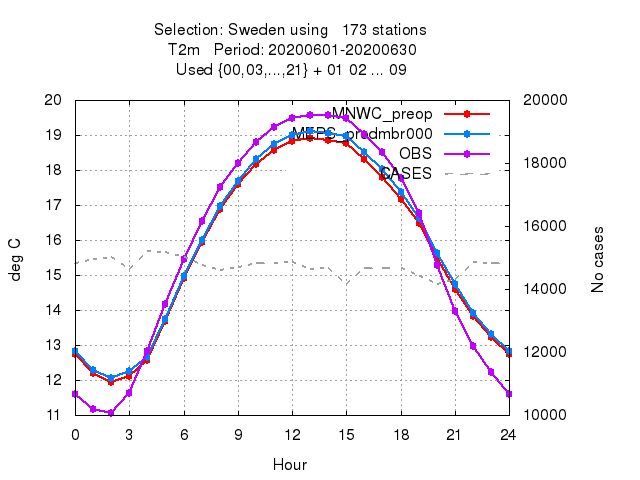 Selection: Sweden using 173 stations
T2m Period: 20200601-20200630
Used {00,03,...,21} + 01 02 ... 09
MNWC_preop
MEPS_prodmbr000
OBS
CASES
deg C
20
19
18
17
16
15
14
13
12
11
20000
18000
16000
14000
12000
10000
No cases
0 3 6 9 12 15 18 21 24
Hour